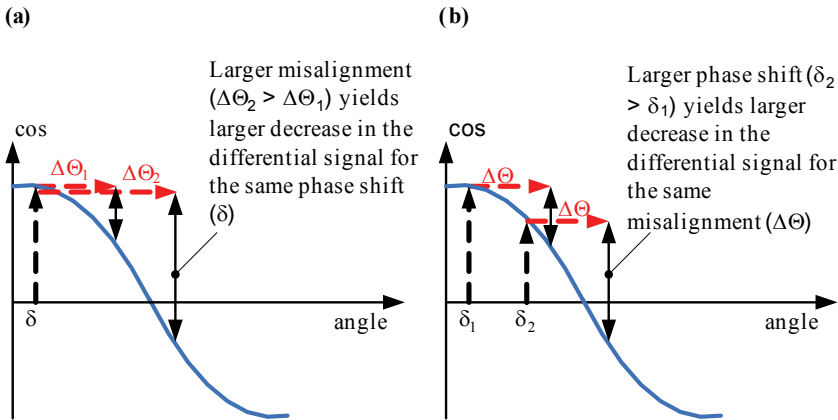 (a)
Larger misalignment
(ΔΘ₂ > ΔΘ₁) yields
larger decrease in the
differential signal for
the same phase shift
(δ)
cos
ΔΘ₁
ΔΘ₂
δ
angle
(b)
Larger phase shift (δ₂
> δ₁) yields larger
decrease in the
differential signal for
the same
misalignment (ΔΘ)
cos
ΔΘ
ΔΘ
δ₁
δ₂
angle